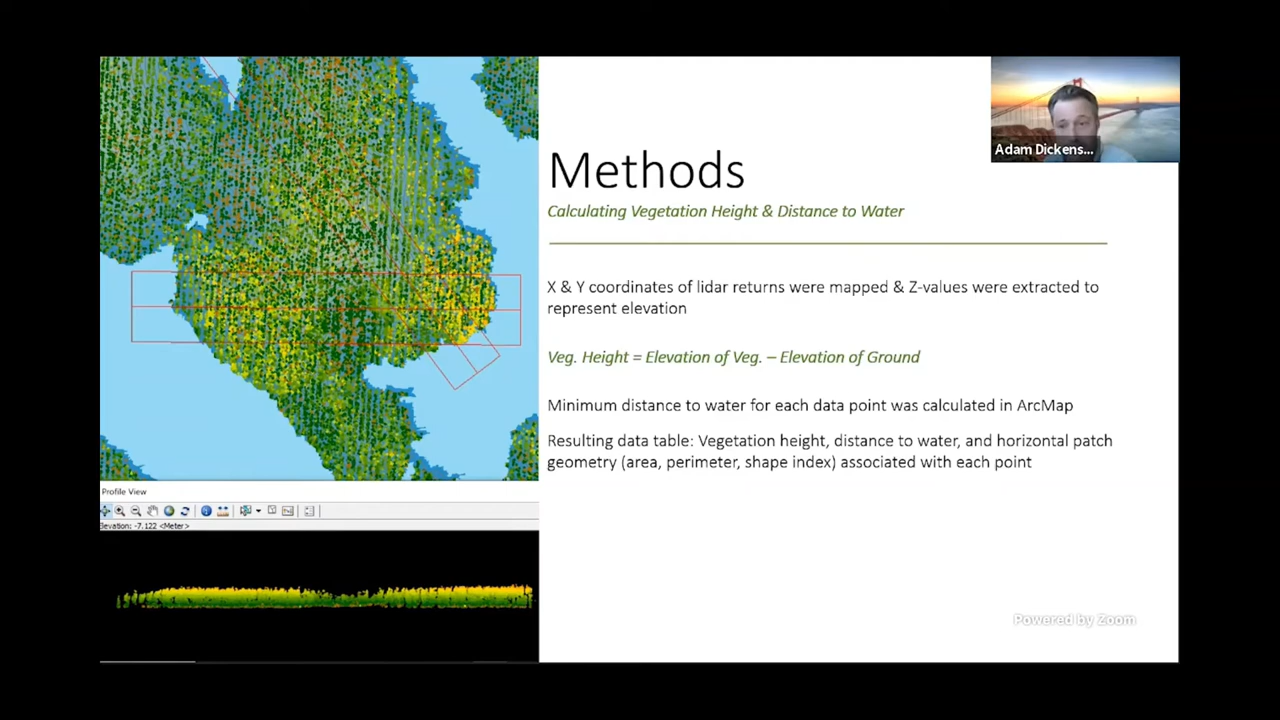 Adam Dickens...
Methods
Calculating Vegetation Height & Distance to Water
X & Y coordinates of lidar returns were mapped & Z-values were extracted to
represent elevation
Veg. Height = Elevation of Veg. – Elevation of Ground
Minimum distance to water for each data point was calculated in ArcMap
Resulting data table: Vegetation height, distance to water, and horizontal patch
geometry (area, perimeter, shape index) associated with each point
Profile View
Elevation: -7.122 <Meter>
Powered by Zoom